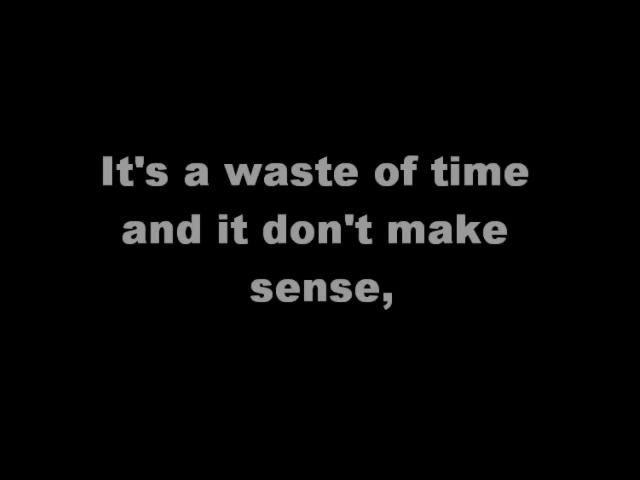 It's a waste of time
and it don't make
sense,